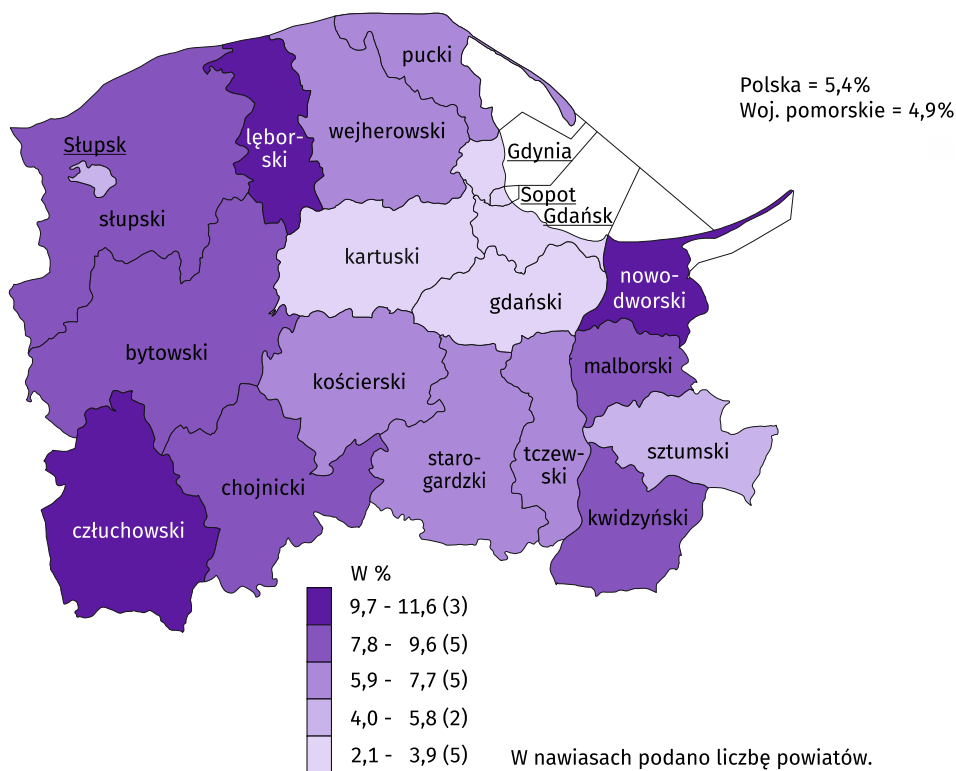 pucki
Polska = 5,4%
Woj. pomorskie = 4,9%
lębor-
ski
wejherowski
Słupsk
Gdynia
Sopot
Gdańsk
słupski
kartuski
gdański
nowo-
dworski
bytowski
kościerski
malborski
staro-
gardzki
tczew-
ski
sztumski
chojnicki
kwidzyński
człuchowski
W %
9,7 - 11,6 (3)
7,8 - 9,6 (5)
5,9 - 7,7 (5)
4,0 - 5,8 (2)
2,1 - 3,9 (5)
W nawiasach podano liczbę powiatów.